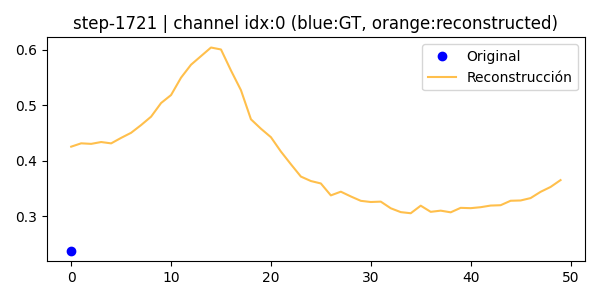 step-1721 | channel idx:0 (blue:GT, orange:reconstructed)
0.6
0.5
0.4
0.3
Original
Reconstrucción
0 10 20 30 40 50